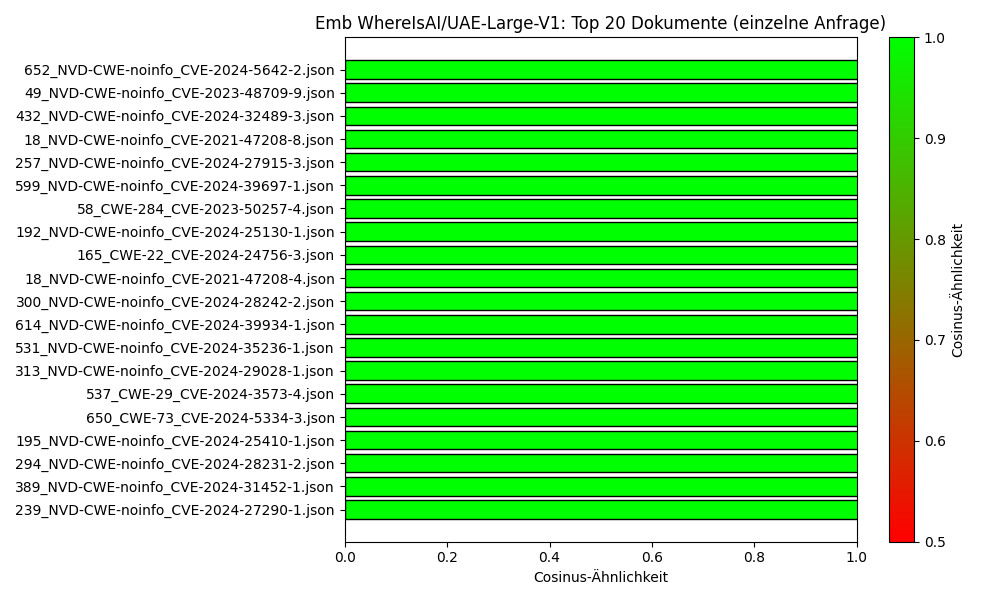 Emb WhereIsAI/UAE-Large-V1: Top 20 Dokumente (einzelne Anfrage)
652_NVD-CWE-noinfo_CVE-2024-5642-2.json
49_NVD-CWE-noinfo_CVE-2023-48709-9.json
432_NVD-CWE-noinfo_CVE-2024-32489-3.json
18_NVD-CWE-noinfo_CVE-2021-47208-8.json
257_NVD-CWE-noinfo_CVE-2024-27915-3.json
599_NVD-CWE-noinfo_CVE-2024-39697-1.json
58_CWE-284_CVE-2023-50257-4.json
192_NVD-CWE-noinfo_CVE-2024-25130-1.json
165_CWE-22_CVE-2024-24756-3.json
18_NVD-CWE-noinfo_CVE-2021-47208-4.json
300_NVD-CWE-noinfo_CVE-2024-28242-2.json
614_NVD-CWE-noinfo_CVE-2024-39934-1.json
531_NVD-CWE-noinfo_CVE-2024-35236-1.json
313_NVD-CWE-noinfo_CVE-2024-29028-1.json
537_CWE-29_CVE-2024-3573-4.json
650_CWE-73_CVE-2024-5334-3.json
195_NVD-CWE-noinfo_CVE-2024-25410-1.json
294_NVD-CWE-noinfo_CVE-2024-28231-2.json
389_NVD-CWE-noinfo_CVE-2024-31452-1.json
239_NVD-CWE-noinfo_CVE-2024-27290-1.json
0.0 0.2 0.4 0.6 0.8 1.0
Cosinus-Ähnlichkeit
1.0
0.9
0.8
0.7
0.6
0.5
Cosinus-Ähnlichkeit